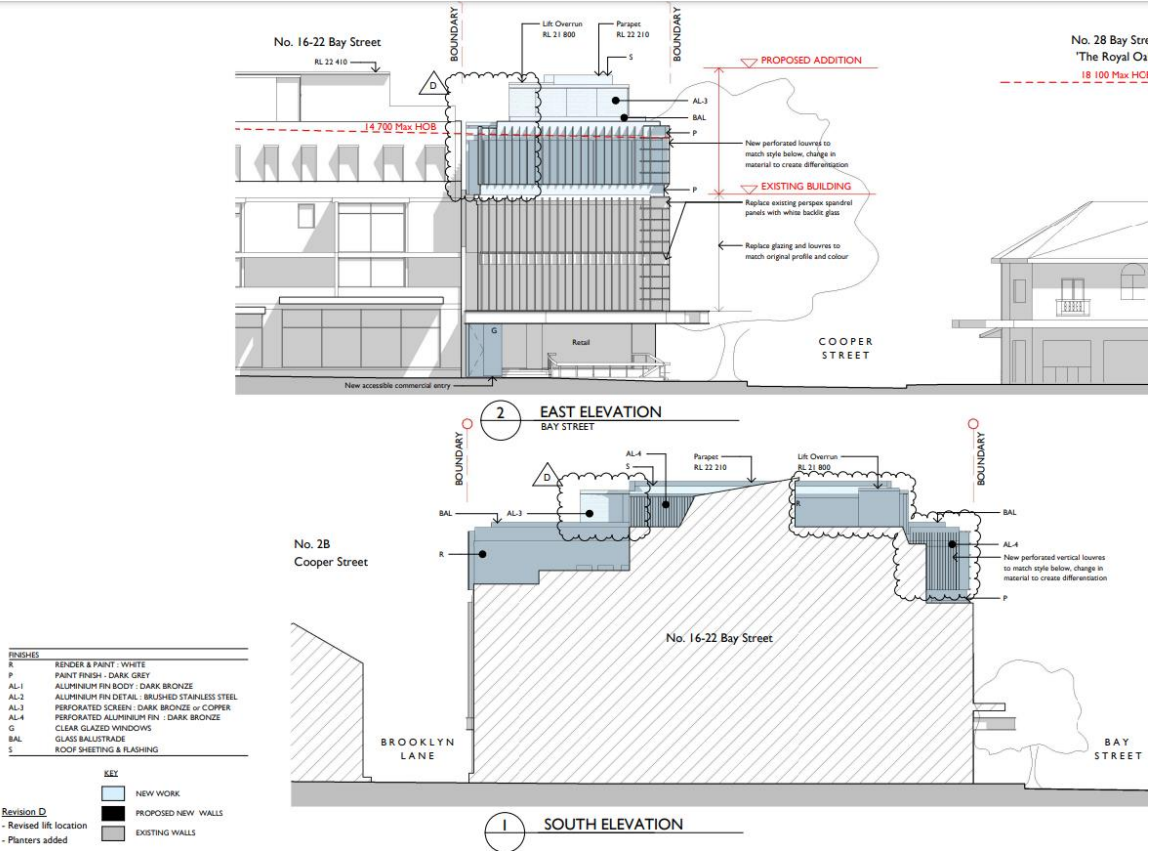 No. 16-22 Bay Street
RL 22 410
BOUNDARY
Lift Overrun
RL 21 800
Parapet
RL 22 210
S
BOUNDARY
PROPOSED ADDITION
No. 28 Bay Stre
'The Royal Oa
18 100 Max HO
D
AL-3
BAL
14 700 Max HOB
P
New perforated louvres to
match style below, change in
material to create differentiation
P
EXISTING BUILDING
Replace existing perspex spandrel
panels with white backlit glass
Replace glazing and louvres to
match original profile and colour
G
Retail
COOPER
STREET
New accessible commercial entry
2
EAST ELEVATION
BAY STREET
BOUNDARY
AL-4
S
Parapet
RL 22 210
Lift Overrun
RL 21 800
BOUNDARY
D
BAL
AL-3
R
BAL
No. 2B
Cooper Street
R
AL-4
New perforated vertical louvres
to match style below, change in
material to create differentiation
P
No. 16-22 Bay Street
BROOKLYN
LANE
BAY
STREET
1
SOUTH ELEVATION
FINISHES
R RENDER & PAINT : WHITE
P PAINT FINISH - DARK GREY
AL-1 ALUMINIUM FIN BODY : DARK BRONZE
AL-2 ALUMINIUM FIN DETAIL : BRUSHED STAINLESS STEEL
AL-3 PERFORATED SCREEN : DARK BRONZE or COPPER
AL-4 PERFORATED ALUMINIUM FIN : DARK BRONZE
G CLEAR GLAZED WINDOWS
BAL GLASS BALUSTRADE
S ROOF SHEETING & FLASHING
KEY
NEW WORK
PROPOSED NEW WALLS
EXISTING WALLS
Revision D
- Revised lift location
- Planters added